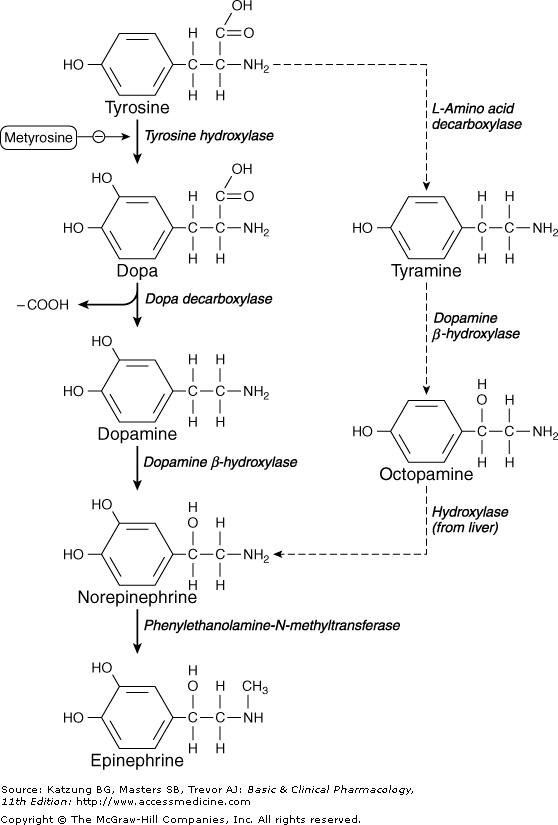 OH
H C=O
HO C C NH2
H H
Tyrosine
L-Amino acid
decarboxylase
Metyrosine −
Tyrosine hydroxylase
OH
HO H C=O
HO C C NH2
H H
Dopa
H H
HO C C NH2
H H
Tyramine
−COOH
Dopa decarboxylase
Dopamine
β-hydroxylase
HO H H
HO C C NH2
H H
Dopamine
H
O H
HO C C NH2
H H
Octopamine
Dopamine β-hydroxylase
Hydroxylase
(from liver)
H
HO O H
HO C C NH2
H H
Norepinephrine
Phenylethanolamine-N-methyltransferase
H
HO O H CH3
HO C C NH
H H
Epinephrine
Source: Katzung BG, Masters SB, Trevor AJ: Basic & Clinical Pharmacology,
11th Edition: http://www.accessmedicine.com
Copyright © The McGraw-Hill Companies, Inc. All rights reserved.